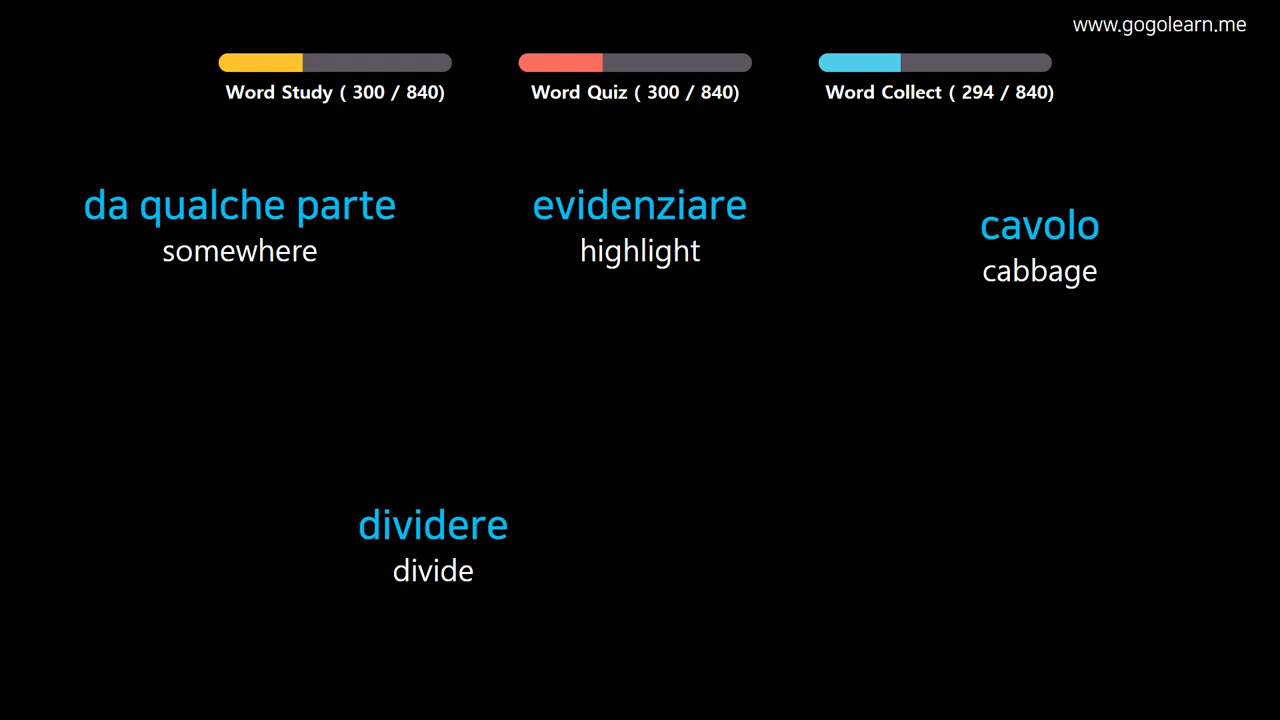 www.gogolearn.me
Word Study ( 300 / 840)
Word Quiz ( 300 / 840)
Word Collect ( 294 / 840)
da qualche parte
somewhere
evidenziare
highlight
cavolo
cabbage
dividere
divide